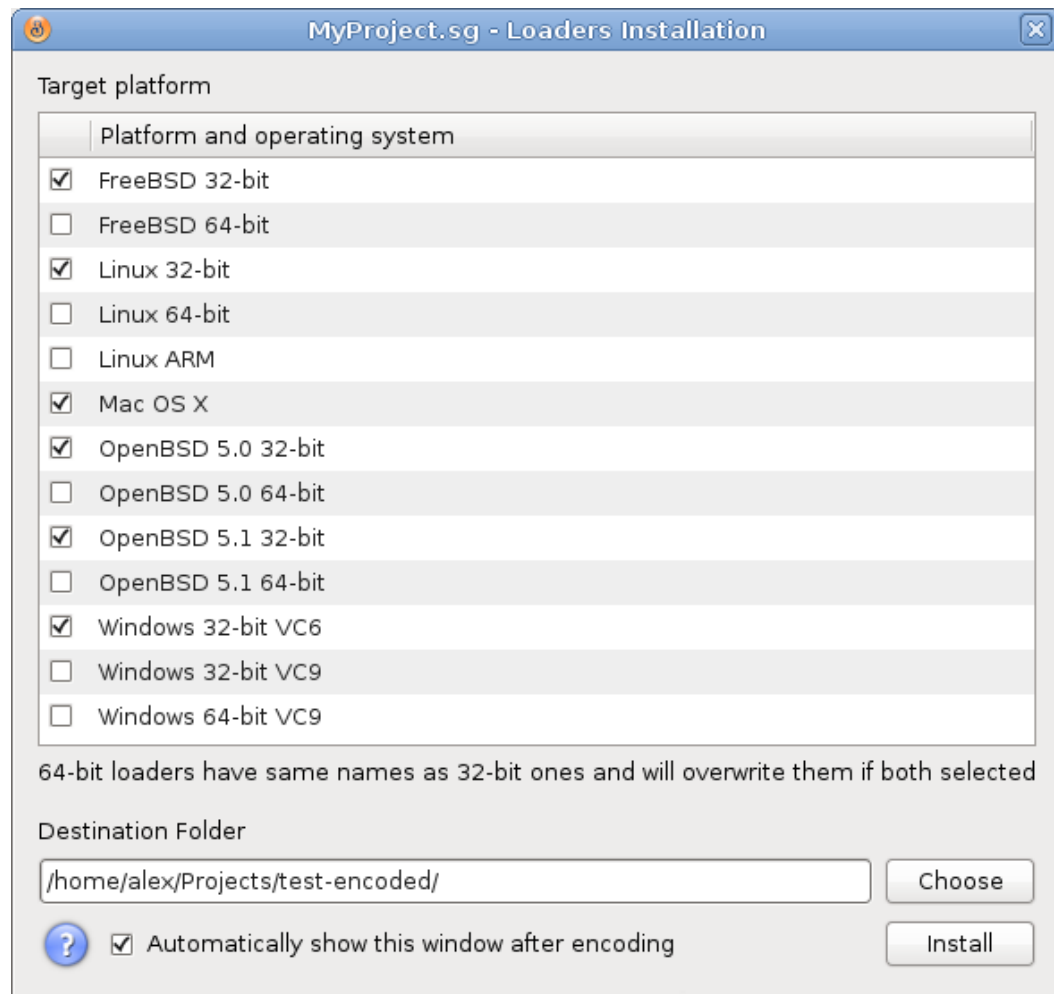 MyProject.sg - Loaders Installation
Target platform
Platform and operating system
FreeBSD 32-bit
FreeBSD 64-bit
Linux 32-bit
Linux 64-bit
Linux ARM
Mac OS X
OpenBSD 5.0 32-bit
OpenBSD 5.0 64-bit
OpenBSD 5.1 32-bit
OpenBSD 5.1 64-bit
Windows 32-bit VC6
Windows 32-bit VC9
Windows 64-bit VC9
64-bit loaders have same names as 32-bit ones and will overwrite them if both selected
Destination Folder
/home/alex/Projects/test-encoded/ Choose
? Automatically show this window after encoding Install